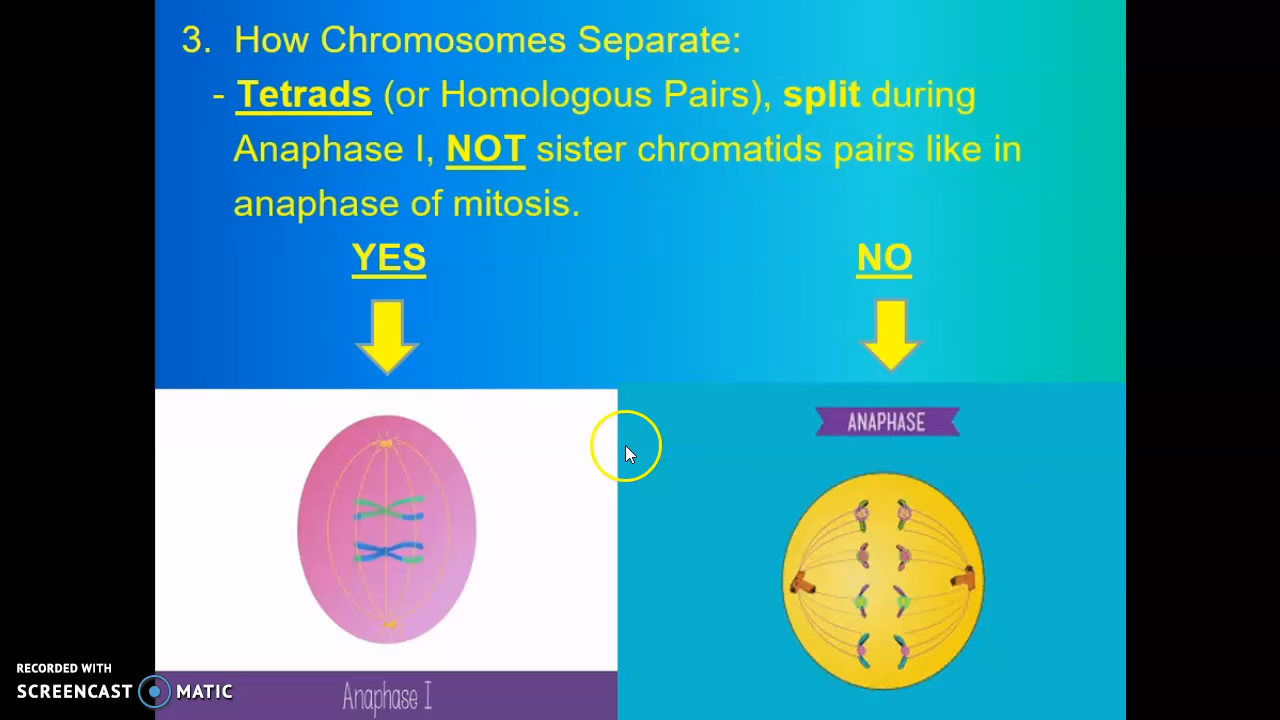 3. How Chromosomes Separate:
- Tetrads (or Homologous Pairs), split during
Anaphase I, NOT sister chromatids pairs like in
anaphase of mitosis.
YES
NO
ANAPHASE
Anaphase I
RECORDED WITH
SCREENCAST MATIC